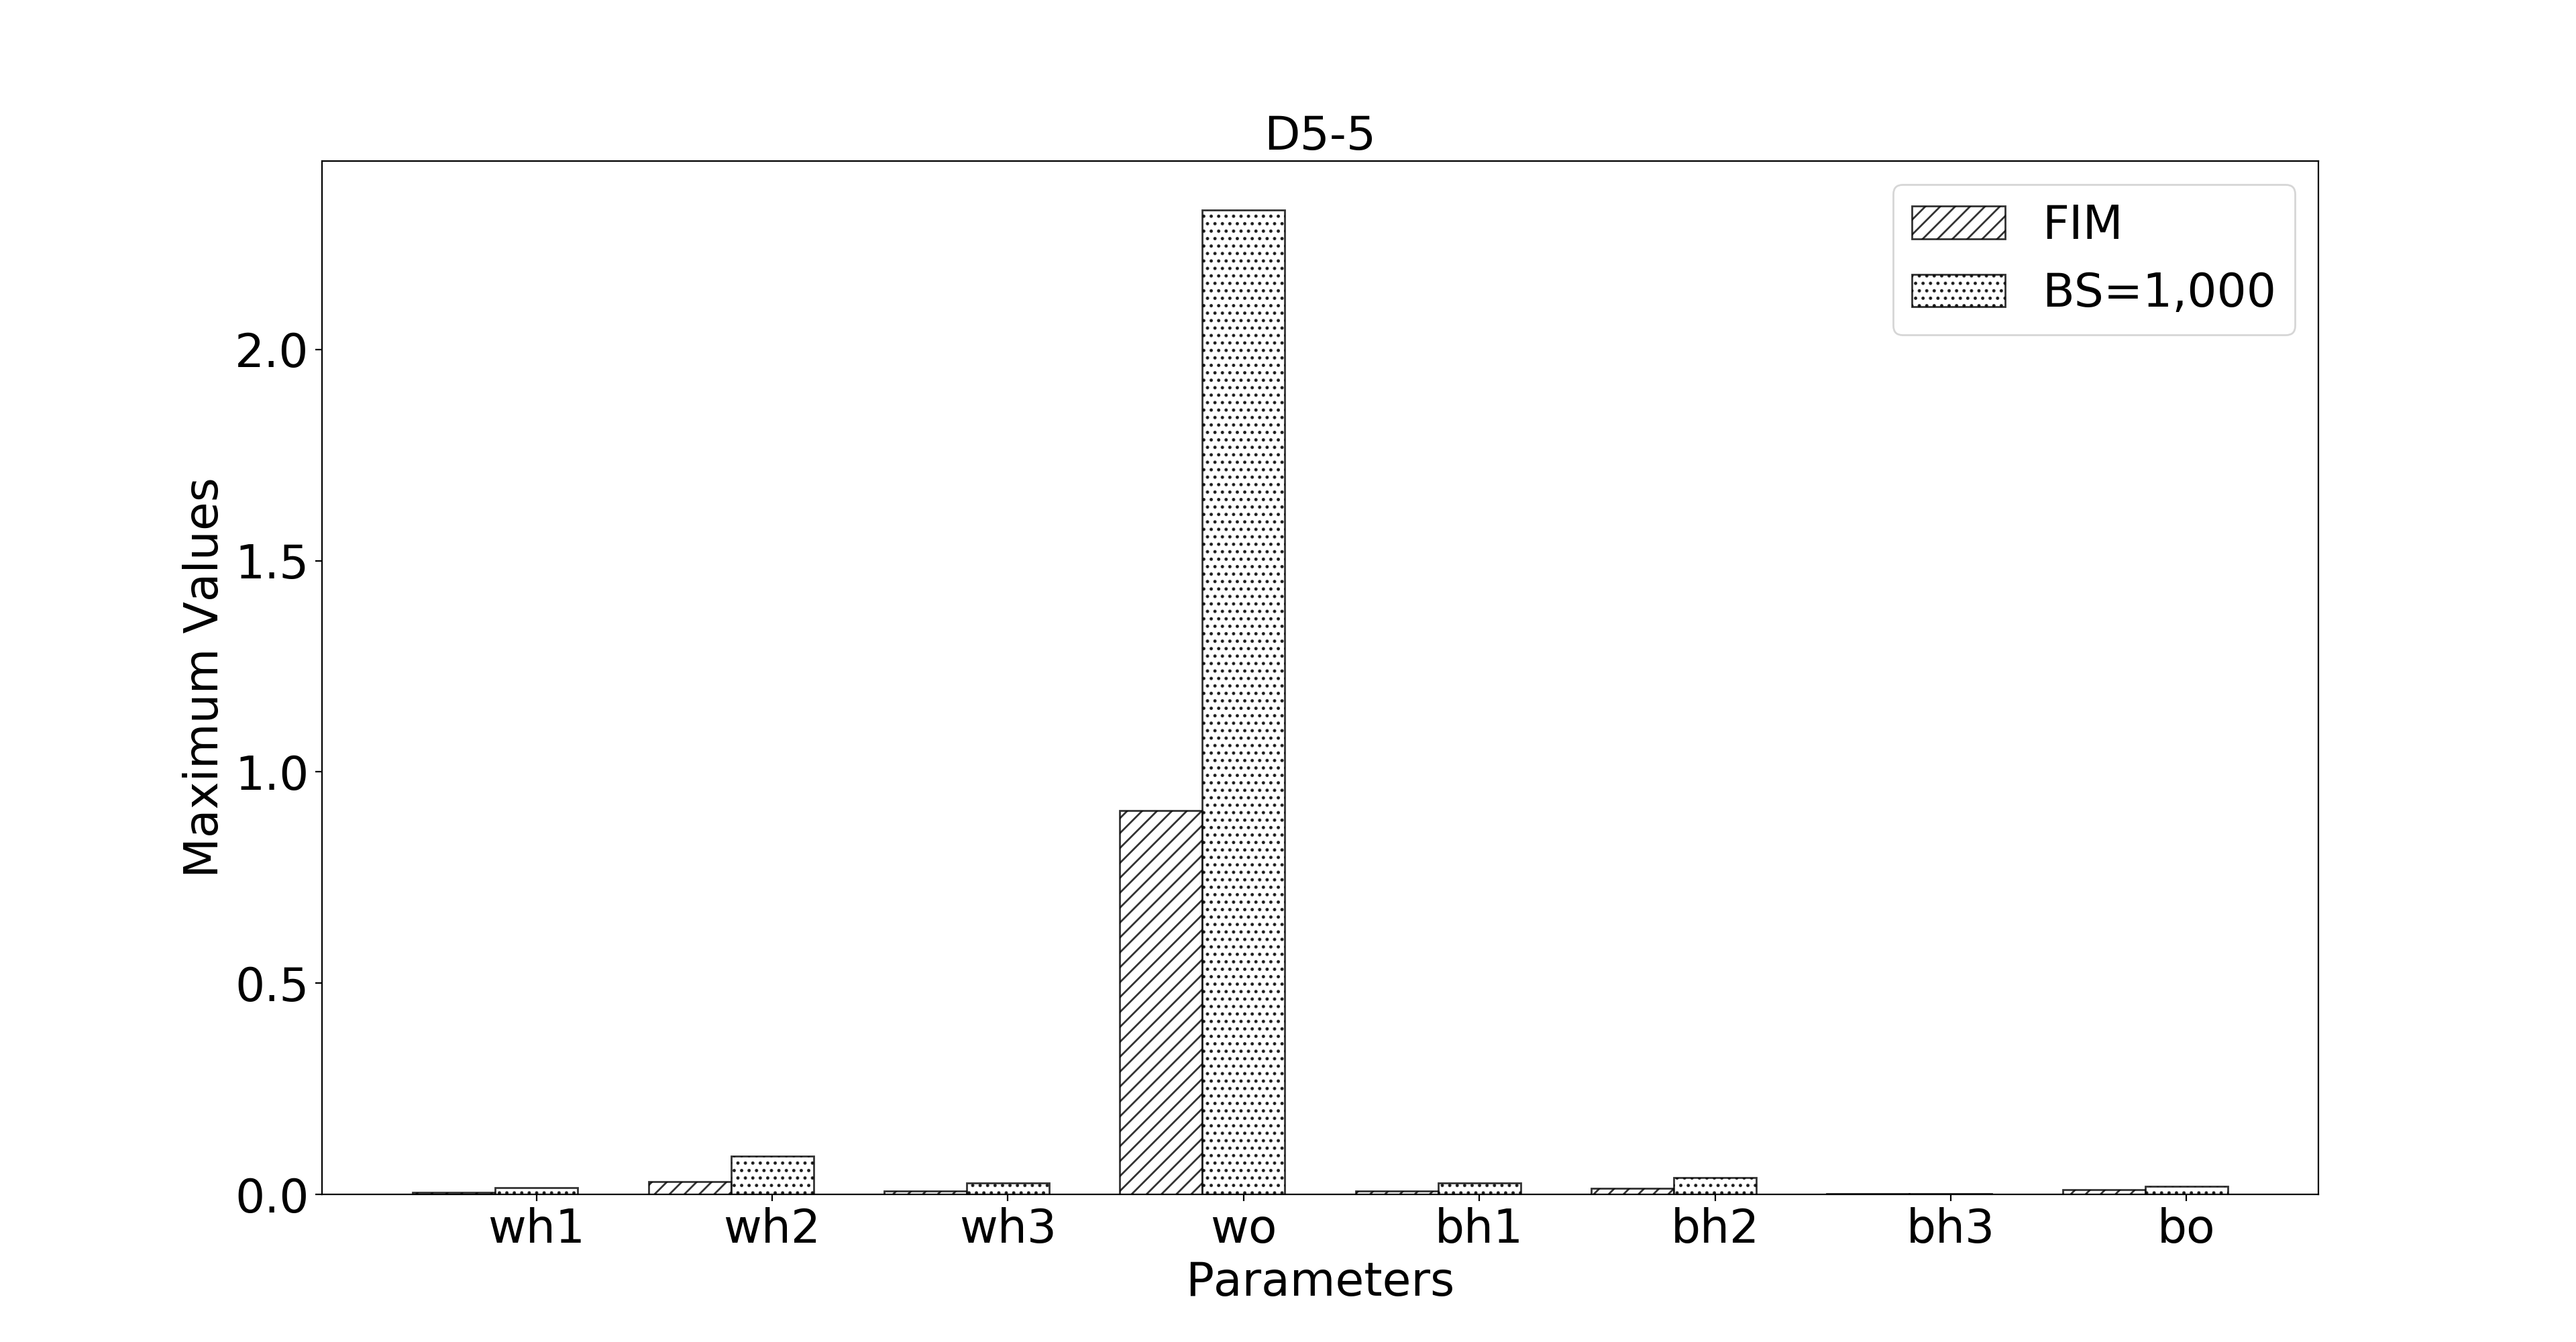 D5-5
FIM
BS=1,000
Maximum Values
2.0
1.5
1.0
0.5
0.0
wh1 wh2 wh3 wo bh1 bh2 bh3 bo
Parameters